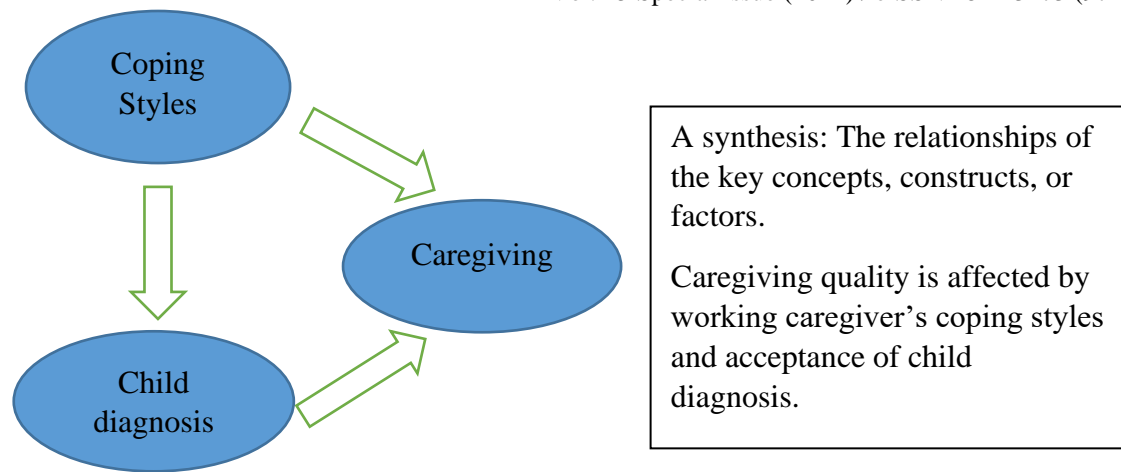 Coping
Styles
Caregiving
Child
diagnosis
A synthesis: The relationships of
the key concepts, constructs, or
factors.
Caregiving quality is affected by
working caregiver's coping styles
and acceptance of child
diagnosis.